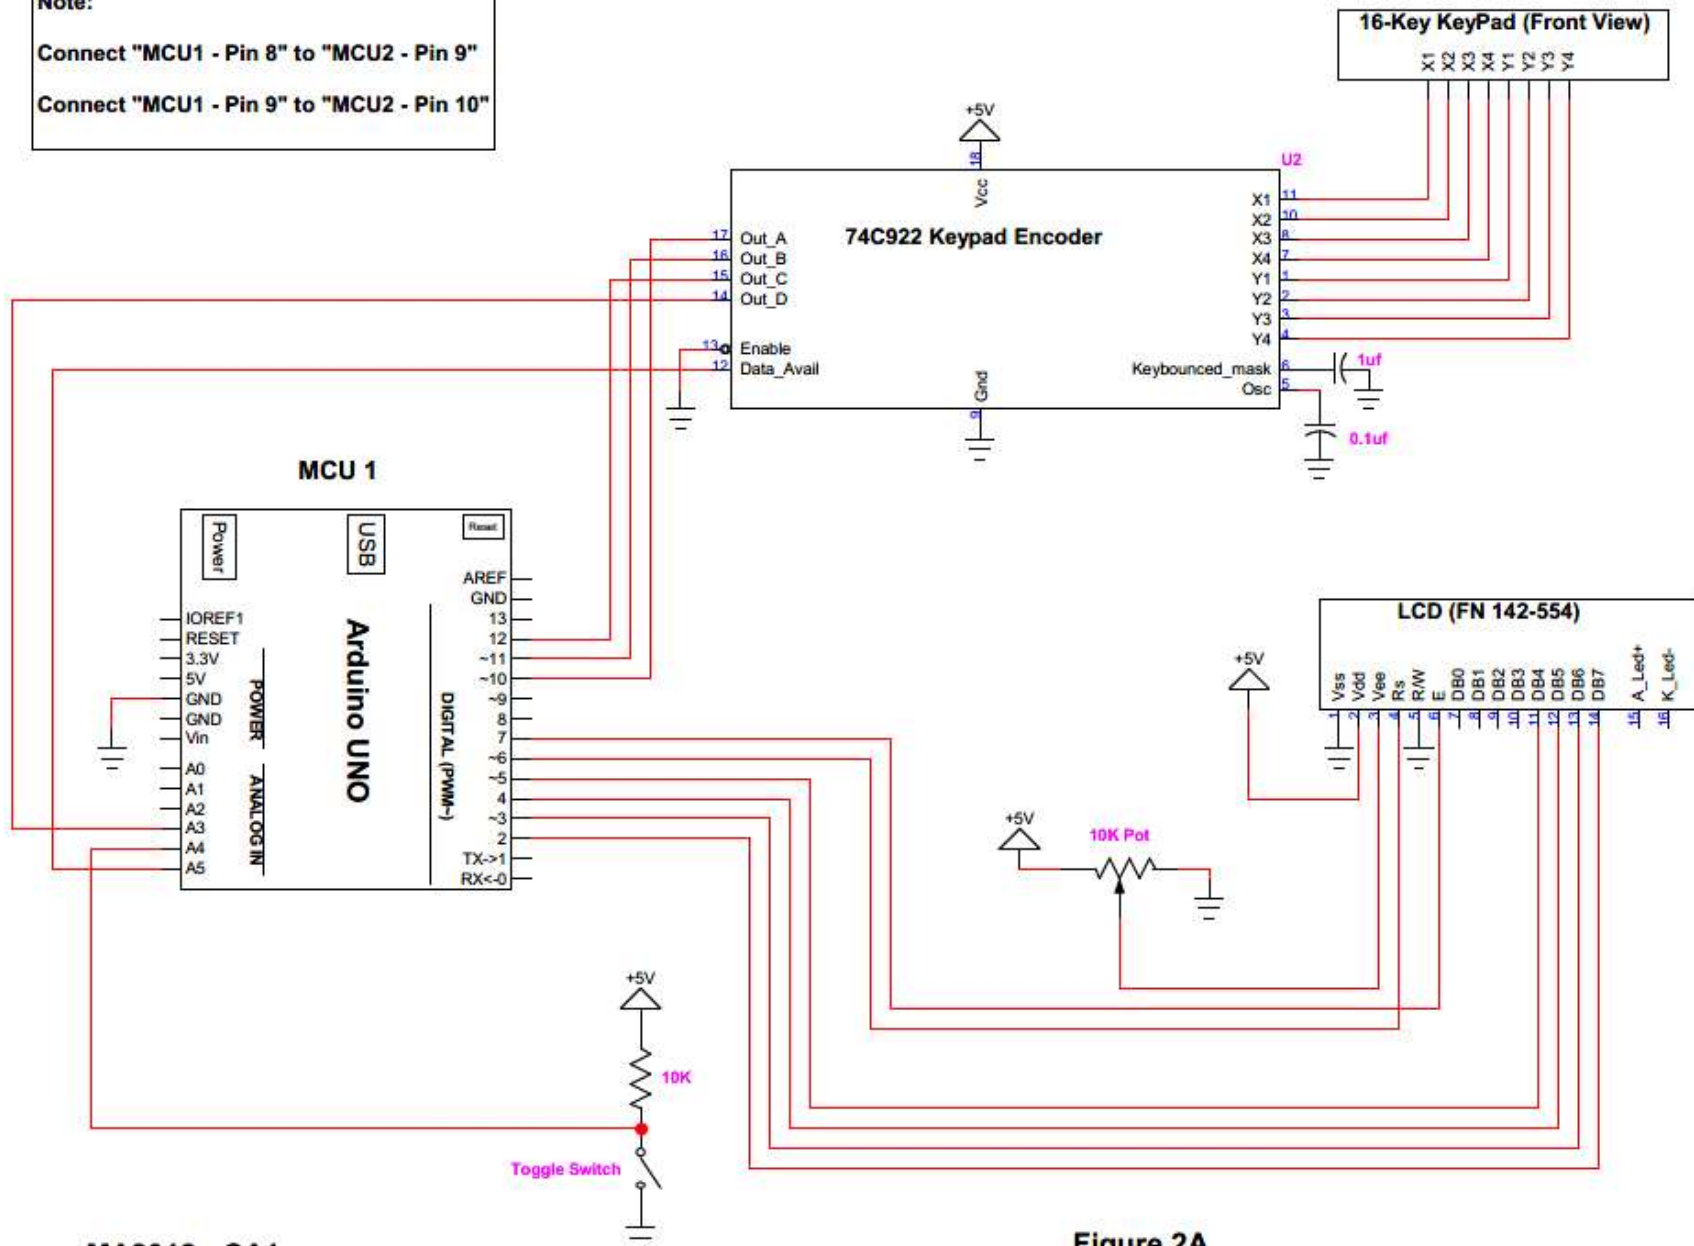 Note:
Connect "MCU1 - Pin 8" to "MCU2 - Pin 9"
Connect "MCU1 - Pin 9" to "MCU2 - Pin 10"
16-Key KeyPad (Front View)
X1 X2 X3 X4 Y1 Y2 Y3 Y4
+5V
18
Vcc
U2
74C922 Keypad Encoder
17 Out_A
16 Out_B
15 Out_C
14 Out_D
13 Enable
12 Data_Avail
X1 11
X2 10
X3 8
X4 7
Y1 1
Y2 2
Y3 3
Y4 4
Keybounced_mask 6
Osc 5
1uf
0.1uf
Gnd
9
MCU 1
Power
USB
Reset
Arduino UNO
IOREF1
RESET
3.3V
5V
GND
GND
Vin
POWER
A0
A1
A2
A3
A4
A5
ANALOG IN
AREF
GND
13
12
~11
~10
~9
8
7
~6
~5
4
~3
2
TX->1
RX<-0
DIGITAL (PWM~)
LCD (FN 142-554)
Vss Vdd Vee Rs R/W E DB0 DB1 DB2 DB3 DB4 DB5 DB6 DB7 A_Led+ K_Led-
1 2 3 4 5 6 7 8 9 10 11 12 13 14 15 16
+5V
+5V
10K Pot
+5V
10K
Toggle Switch
Figure 2A